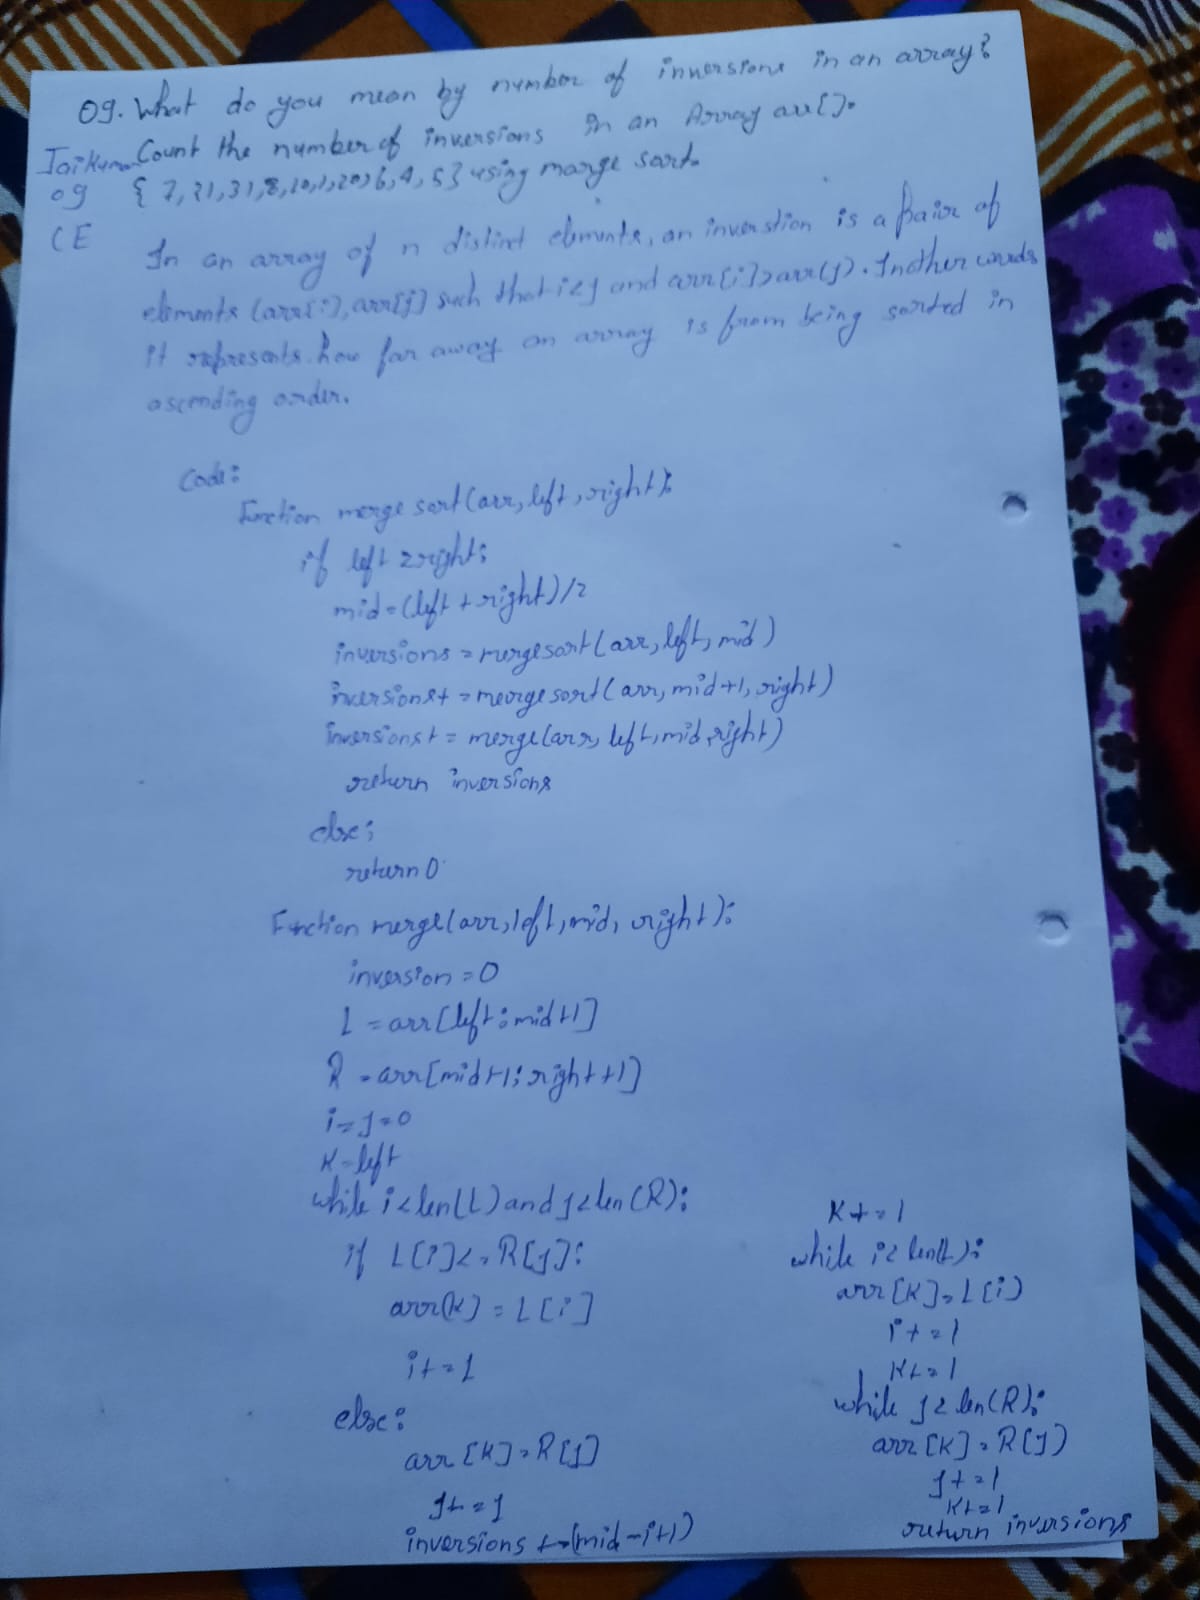 09. What do you mean by number of inversions in an array?
Jaikumar Count the number of inversions in an Array arr[].
09 { 7, 21, 31, 8, 10, 1, 20, 6, 4, 5 } using marge sort.
CE
In an array of n distinct elements, an inverstion is a pair of
elements (arr[i], arr[j] such that i<j and arr[i]>arr(j). Inother words
it represents how far away an array is from being sorted in
ascending order.
Code:
Function merge sort(arr, left, right):
if left < right:
mid = (left + right)/2
inversions = mergesort(arr, left, mid)
inversions+ = merge sort(arr, mid+1, right)
inversions+ = merge(arr, left, mid, right)
return inversions
else:
return 0
Function merge(arr, left, mid, right):
inversion = 0
L = arr[left : mid+1]
R = arr[mid+1 : right+1]
i = j = 0
K = left
while i < len(L) and j < len(R):
if L[i] <= R[j]:
arr[K] = L[i]
i+ = 1
else:
arr[K] = R[j]
j+ = 1
inversions += (mid-i+1)
K+ = 1
while i < len(L):
arr[K] = L[i)
i+ = 1
K+ = 1
while j < len(R):
arr[K] = R[j)
j+ = 1
K+ = 1
return inversions